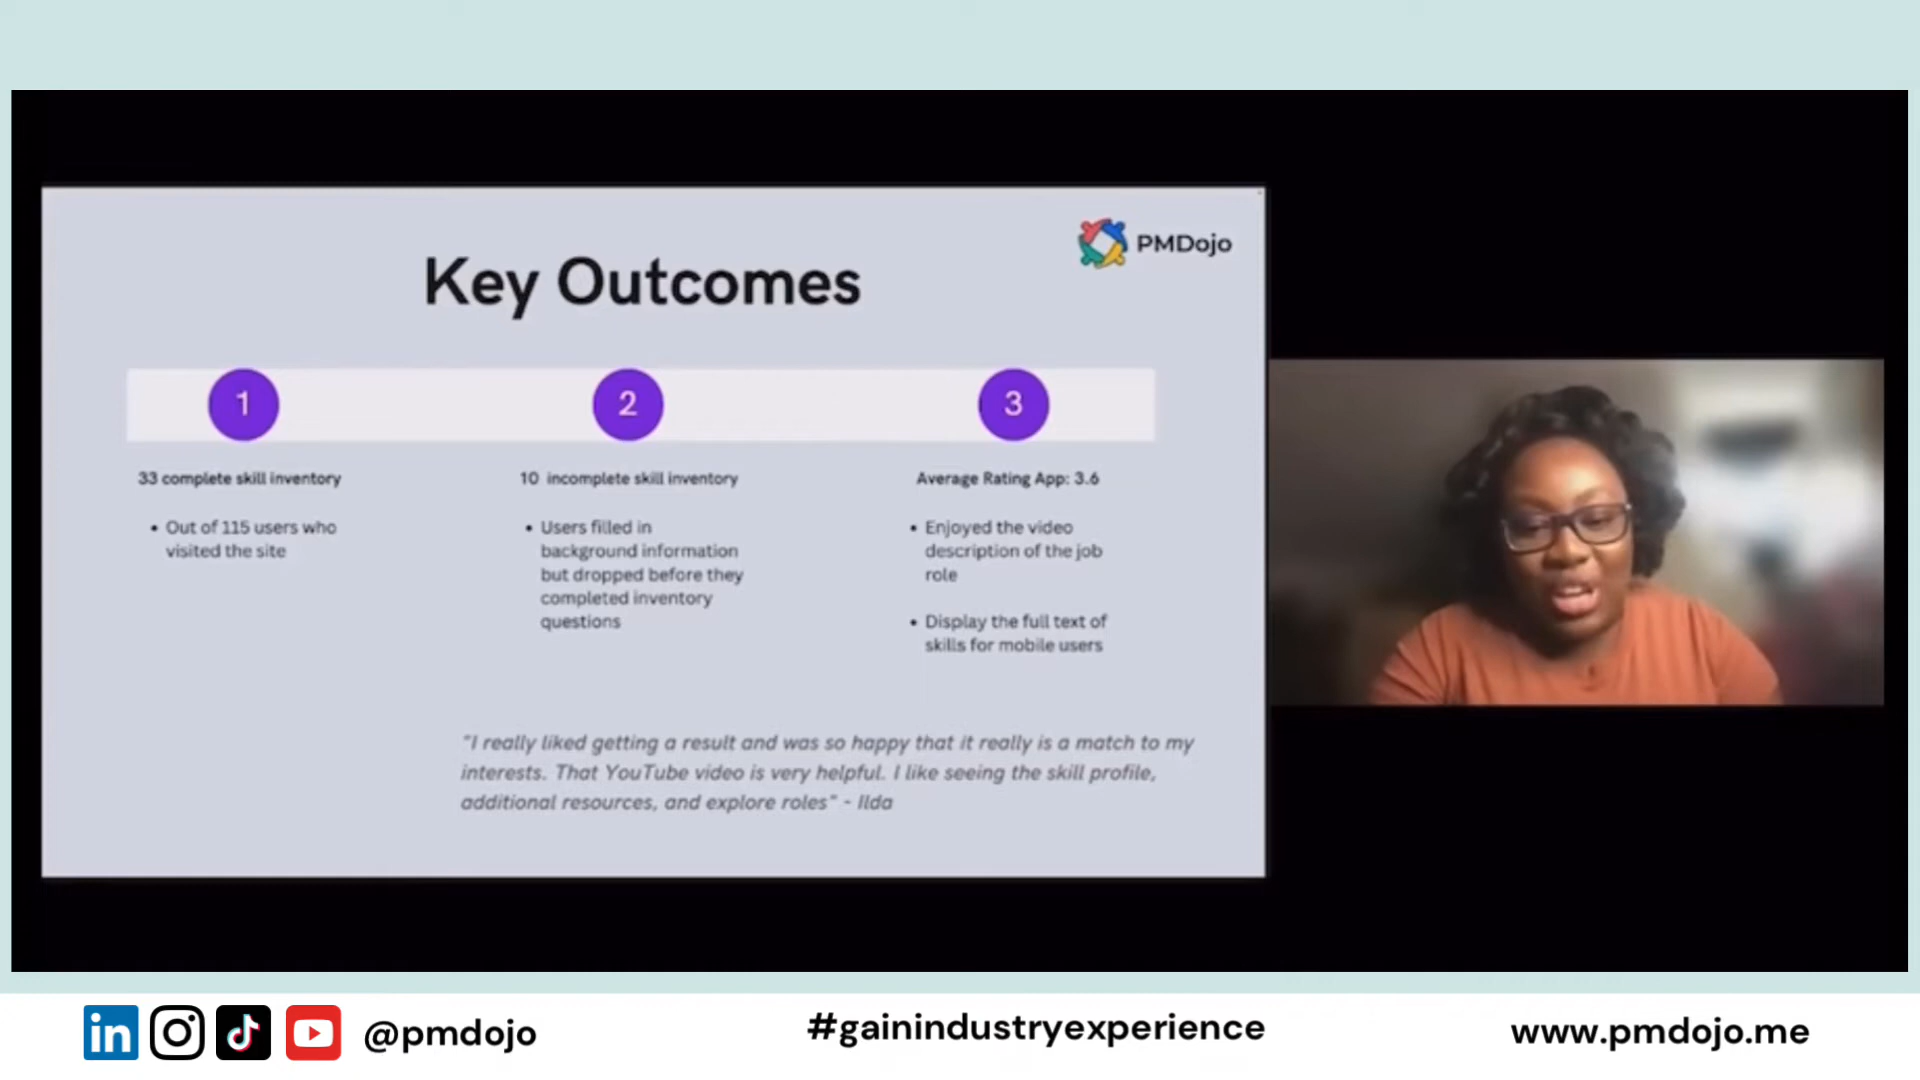 PMDojo
Key Outcomes
1
2
3
33 complete skill inventory
• Out of 115 users who
visited the site
10 incomplete skill inventory
• Users filled in
background information
but dropped before they
completed inventory
questions
Average Rating App: 3.6
• Enjoyed the video
description of the job
role
• Display the full text of
skills for mobile users
"I really liked getting a result and was so happy that it really is a match to my
interests. That YouTube video is very helpful. I like seeing the skill profile,
additional resources, and explore roles" - Ilda
in
@pmdojo
#gainindustryexperience
www.pmdojo.me